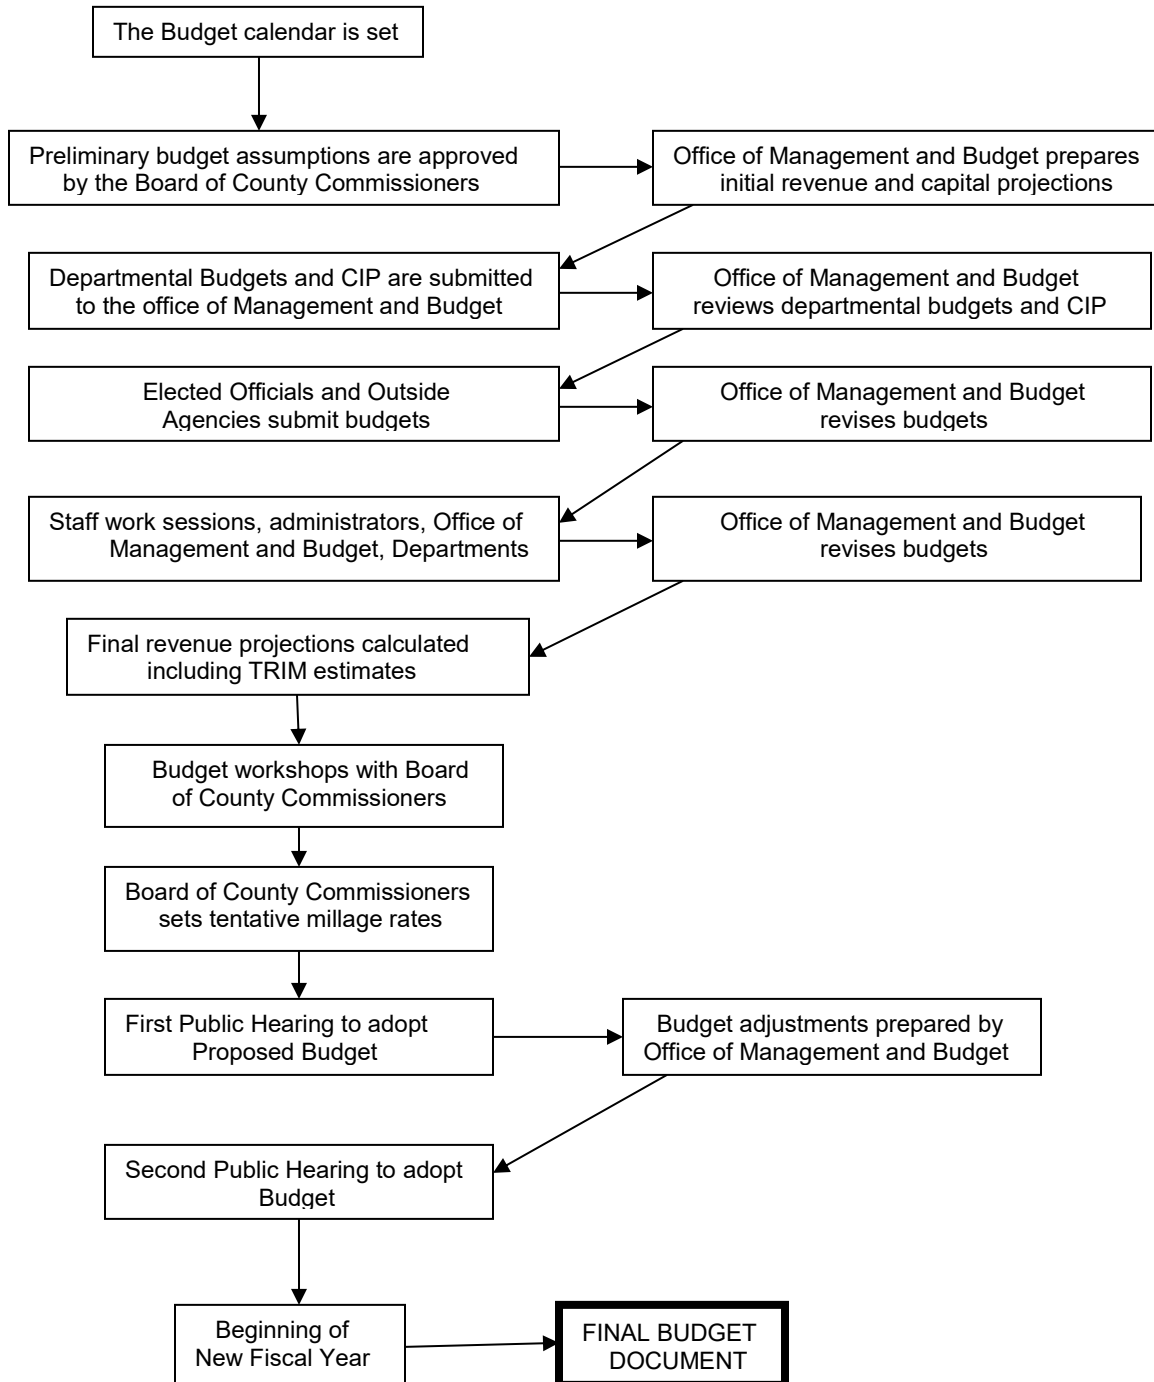 The Budget calendar is set
Preliminary budget assumptions are approved
by the Board of County Commissioners
Office of Management and Budget prepares
initial revenue and capital projections
Departmental Budgets and CIP are submitted
to the office of Management and Budget
Office of Management and Budget
reviews departmental budgets and CIP
Elected Officials and Outside
Agencies submit budgets
Office of Management and Budget
revises budgets
Staff work sessions, administrators, Office of
Management and Budget, Departments
Office of Management and Budget
revises budgets
Final revenue projections calculated
including TRIM estimates
Budget workshops with Board
of County Commissioners
Board of County Commissioners
sets tentative millage rates
First Public Hearing to adopt
Proposed Budget
Budget adjustments prepared by
Office of Management and Budget
Second Public Hearing to adopt
Budget
Beginning of
New Fiscal Year
FINAL BUDGET
DOCUMENT